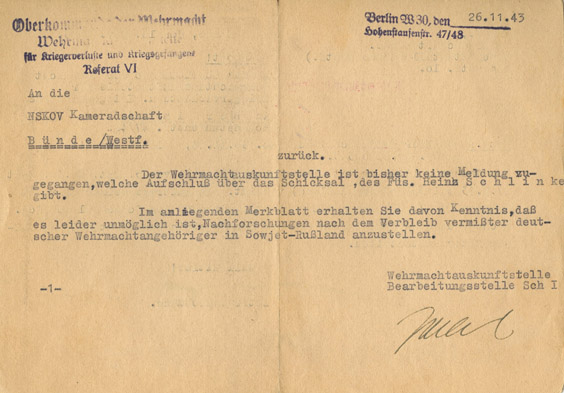 Oberkommando der Wehrmacht
für Kriegerverluste und Kriegsgefangene
Referat VI
Berlin W 30, den 26.11.43
Hohenstaufenstr. 47/48
An die
NSKOV Kameradschaft
B ü n d e /Westf.
zurück.
Der Wehrmachtauskunftstelle ist bisher keine Meldung zu-
gegangen,welche Aufschluß über das Schicksal ,des Füs. Heinz S c h l i n k e
gibt.
Im anliegenden Merkblatt erhalten Sie davon Kenntnis,daß
es leider unmöglich ist,Nachforschungen nach dem Verbleib vermißter deut-
scher Wehrmachtangehöriger in Sowjet-Rußland anzustellen.
Wehrmachtauskunftstelle
Bearbeitungsstelle Sch I
-1-